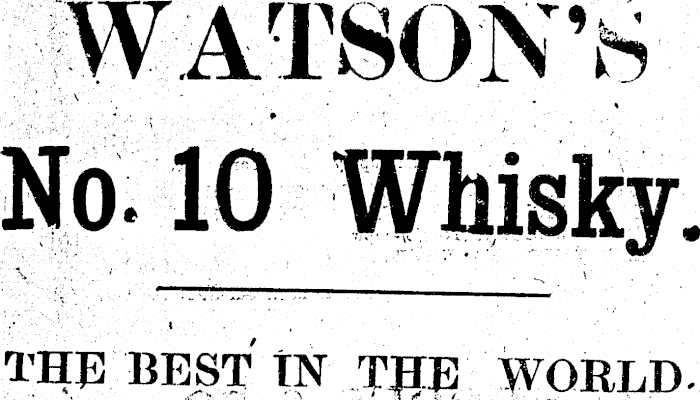 WATSON'S
No. 10 Whisky.
THE BEST IN THE WORLD.